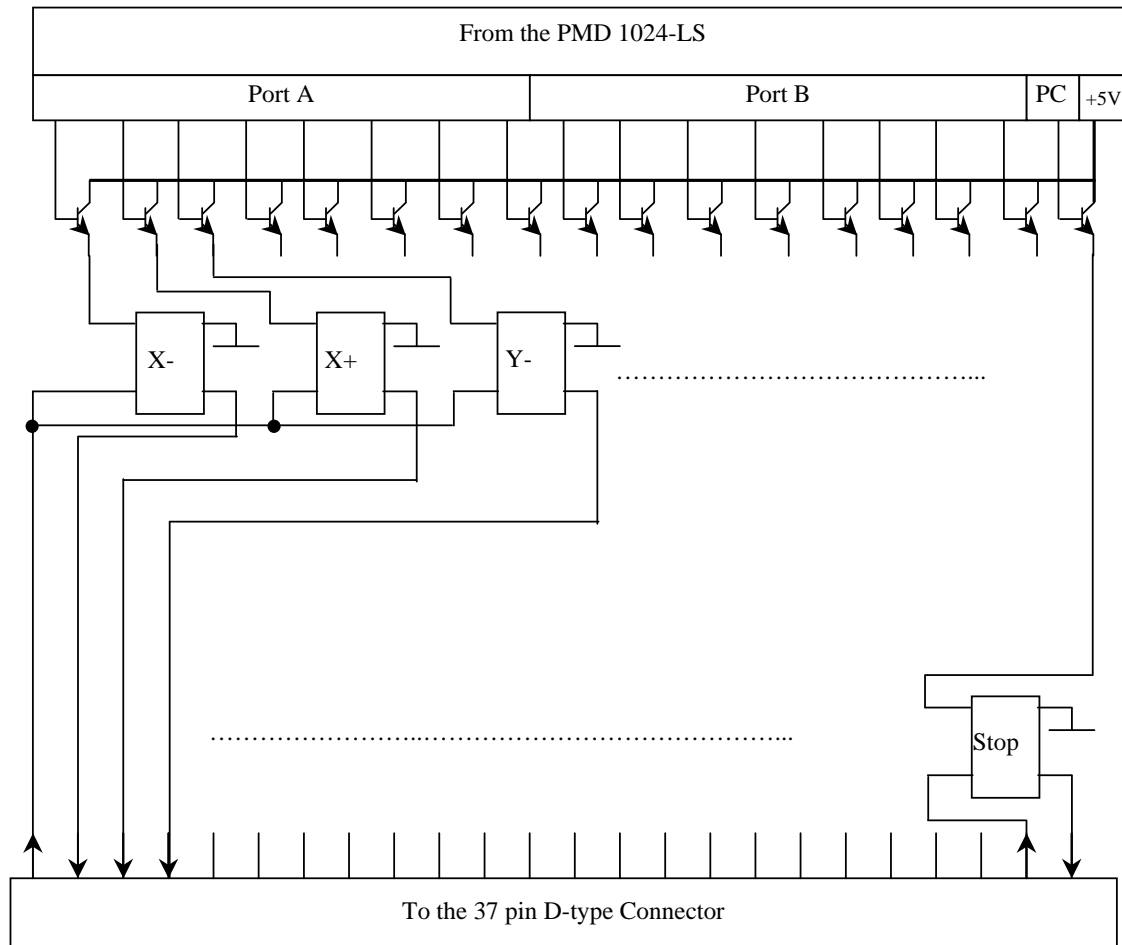 From the PMD 1024-LS
Port A
Port B
PC
+5V
X-
X+
Y-
…………………………………………...
……………………...……………………………………...
Stop
To the 37 pin D-type Connector